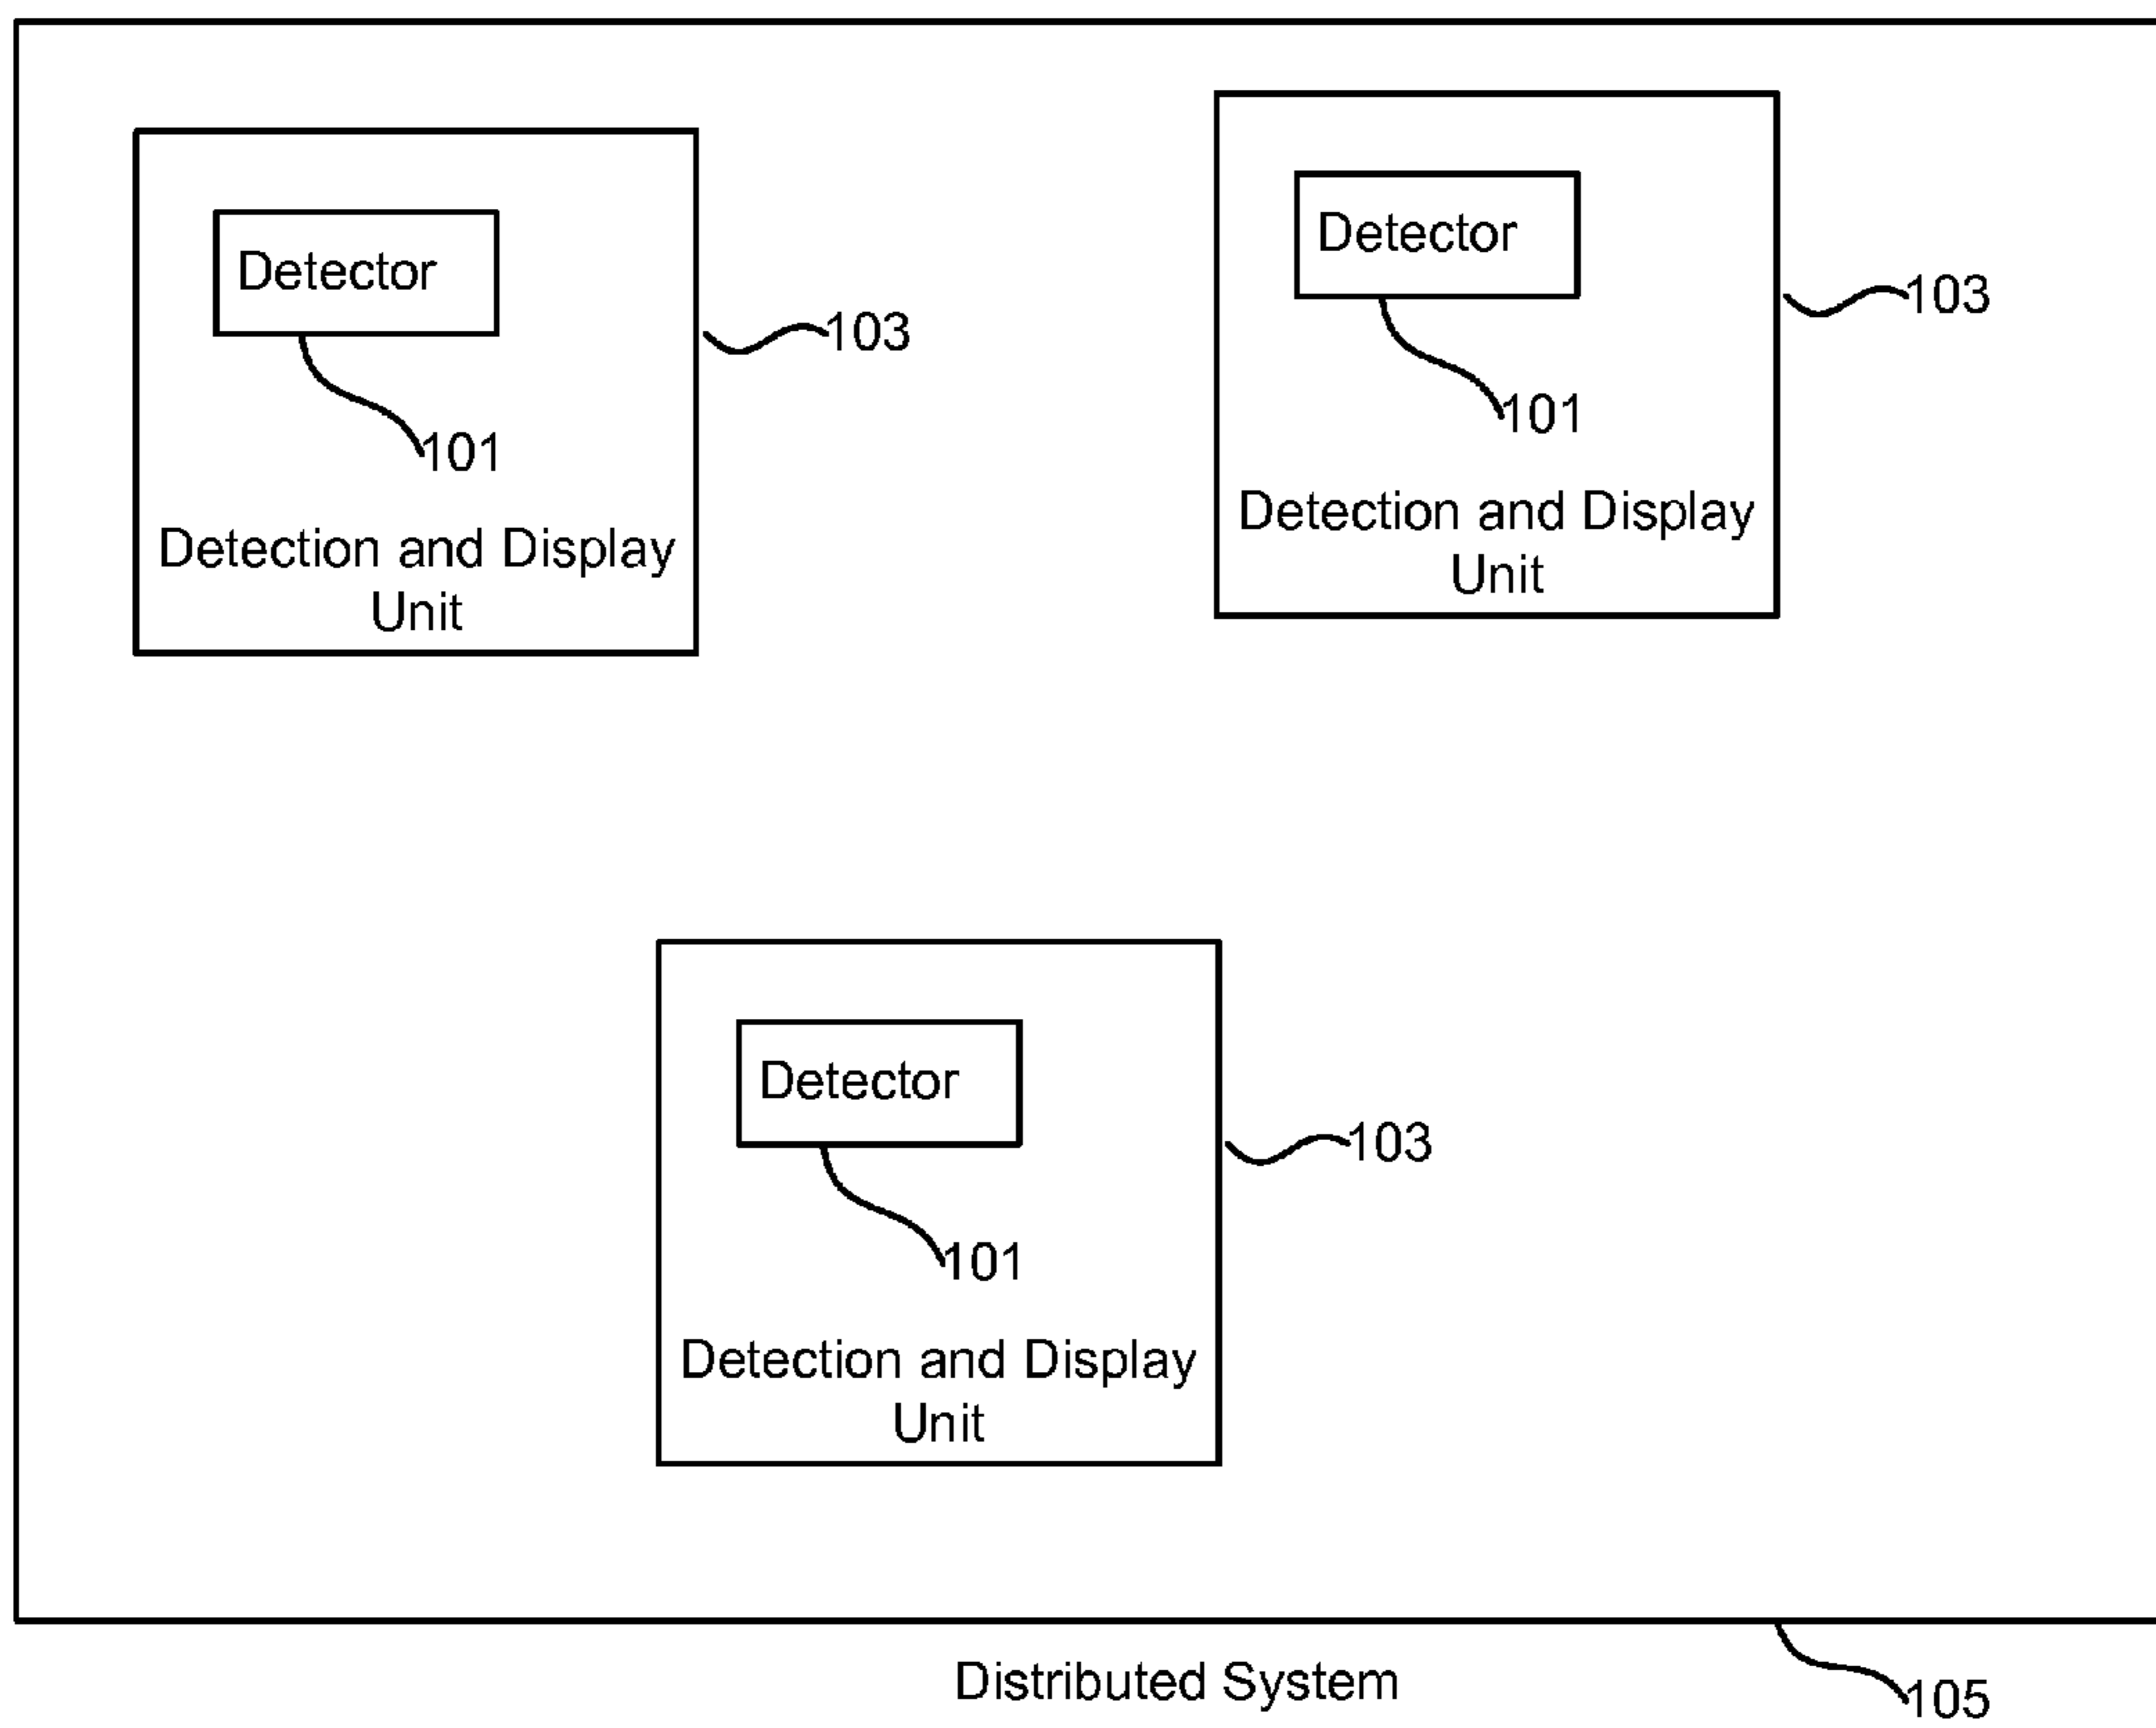 Detector
103
101
Detection and Display
Unit
Detector
103
101
Detection and Display
Unit
Detector
103
101
Detection and Display
Unit
Distributed System
105